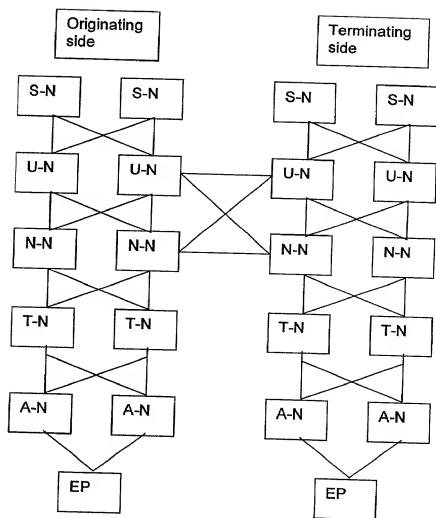 Originating
side
Terminating
side
S-N
S-N
S-N
S-N
U-N
U-N
U-N
U-N
N-N
N-N
N-N
N-N
T-N
T-N
T-N
T-N
A-N
A-N
A-N
A-N
EP
EP